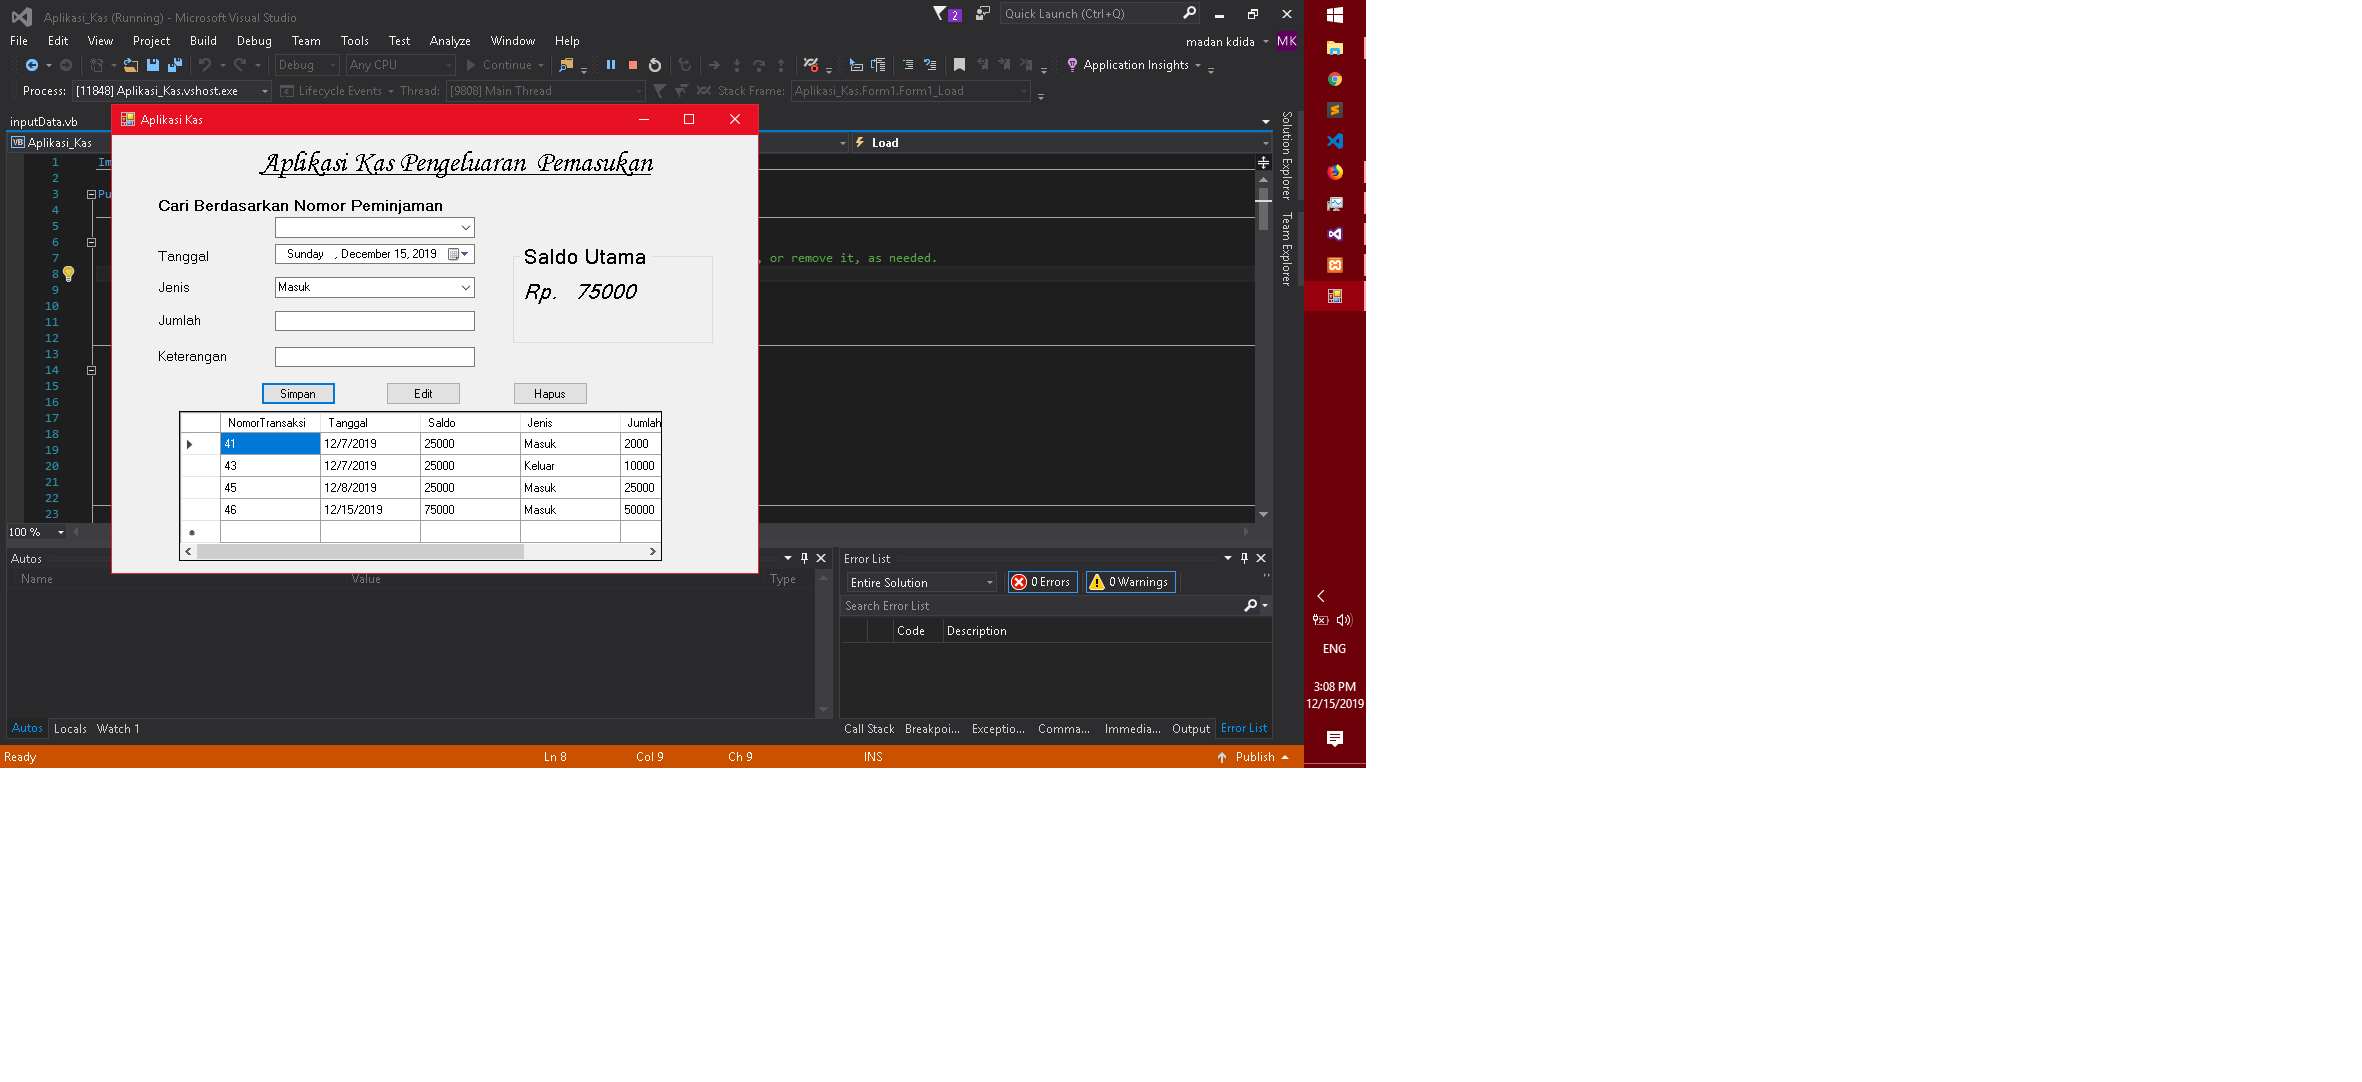 Aplikasi_Kas (Running) - Microsoft Visual Studio
2
Quick Launch (Ctrl+Q)
File Edit View Project Build Debug Team Tools Test Analyze Window Help
madan kdida MK
Debug Any CPU Continue Application Insights
Process: [11848] Aplikasi_Kas.vshost.exe Lifecycle Events Thread: [9808] Main Thread Stack Frame: Aplikasi_Kas.Form1.Form1_Load
inputData.vb
VB Aplikasi_Kas
Load
1 Im
2
3 Pu
4
5
6
7 , or remove it, as needed.
8
9
10
11
12
13
14
15
16
17
18
19
20
21
22
23
100 %
Aplikasi Kas
Aplikasi Kas Pengeluaran Pemasukan
Cari Berdasarkan Nomor Peminjaman
Tanggal Sunday , December 15, 2019
Jenis Masuk
Jumlah
Keterangan
Saldo Utama
Rp. 75000
Simpan Edit Hapus
NomorTransaksi Tanggal Saldo Jenis Jumlah
41 12/7/2019 25000 Masuk 2000
43 12/7/2019 25000 Keluar 10000
45 12/8/2019 25000 Masuk 25000
46 12/15/2019 75000 Masuk 50000
Autos
Name Value Type
Autos Locals Watch 1
Error List
Entire Solution 0 Errors 0 Warnings
Search Error List
Code Description
Call Stack Breakpoi... Exceptio... Comma... Immedia... Output Error List
Solution Explorer
Team Explorer
Ready Ln 8 Col 9 Ch 9 INS Publish
ENG
3:08 PM
12/15/2019